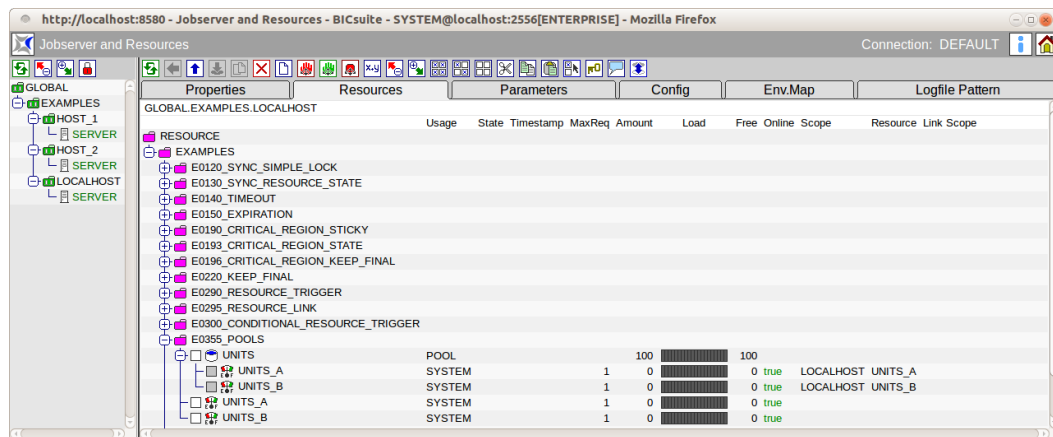 http://localhost:8580 - Jobserver and Resources - BICsuite - SYSTEM@localhost:2556[ENTERPRISE] - Mozilla Firefox
Jobserver and Resources Connection: DEFAULT
GLOBAL
EXAMPLES
HOST_1
SERVER
HOST_2
SERVER
LOCALHOST
SERVER
Properties Resources Parameters Config Env.Map Logfile Pattern
GLOBAL.EXAMPLES.LOCALHOST
Usage State Timestamp MaxReq Amount Load Free Online Scope Resource Link Scope
RESOURCE
EXAMPLES
E0120_SYNC_SIMPLE_LOCK
E0130_SYNC_RESOURCE_STATE
E0140_TIMEOUT
E0150_EXPIRATION
E0190_CRITICAL_REGION_STICKY
E0193_CRITICAL_REGION_STATE
E0196_CRITICAL_REGION_KEEP_FINAL
E0220_KEEP_FINAL
E0290_RESOURCE_TRIGGER
E0295_RESOURCE_LINK
E0300_CONDITIONAL_RESOURCE_TRIGGER
E0355_POOLS
UNITS POOL 100 100
UNITS_A SYSTEM 1 0 0 true LOCALHOST UNITS_A
UNITS_B SYSTEM 1 0 0 true LOCALHOST UNITS_B
UNITS_A SYSTEM 1 0 0 true
UNITS_B SYSTEM 1 0 0 true